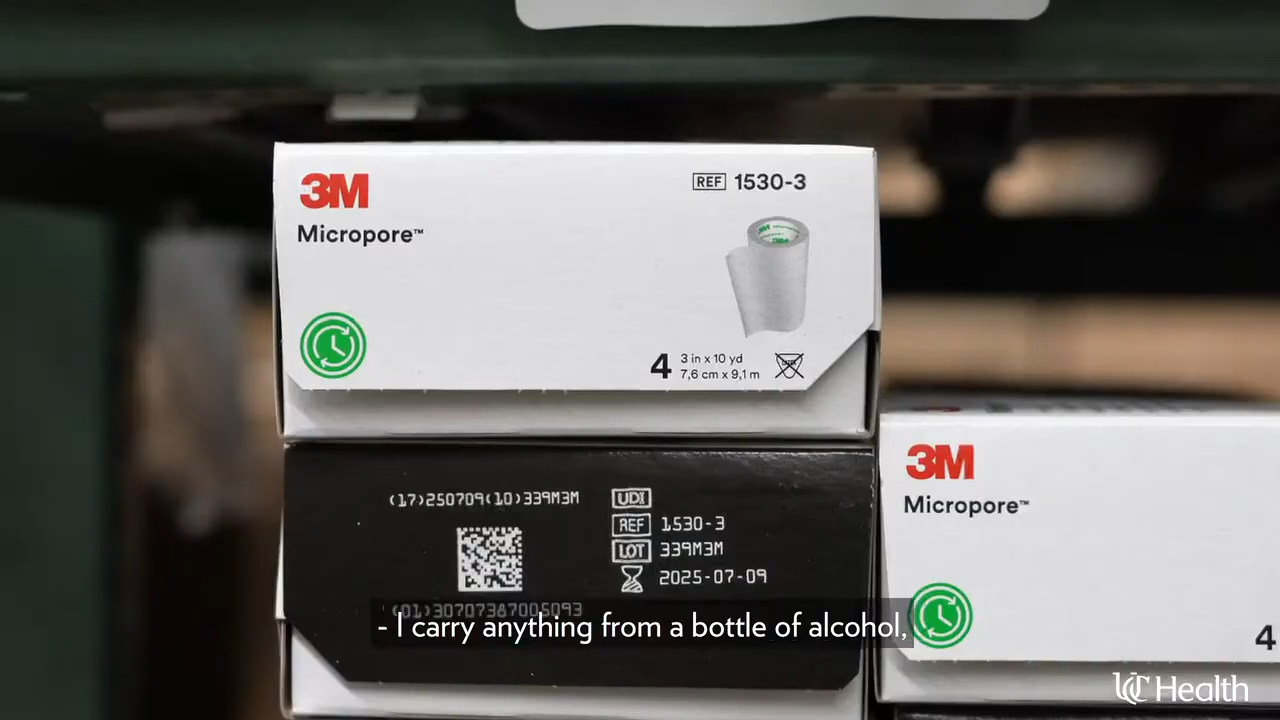 3M
Micropore™
REF 1530-3
4 3 in x 10 yd
7,6 cm x 9,1 m
(17)250709(10)339M3M
UDI
REF 1530-3
LOT 339M3M
2025-07-09
(01)30707387005093
3M
Micropore™
4
- I carry anything from a bottle of alcohol,
UC Health